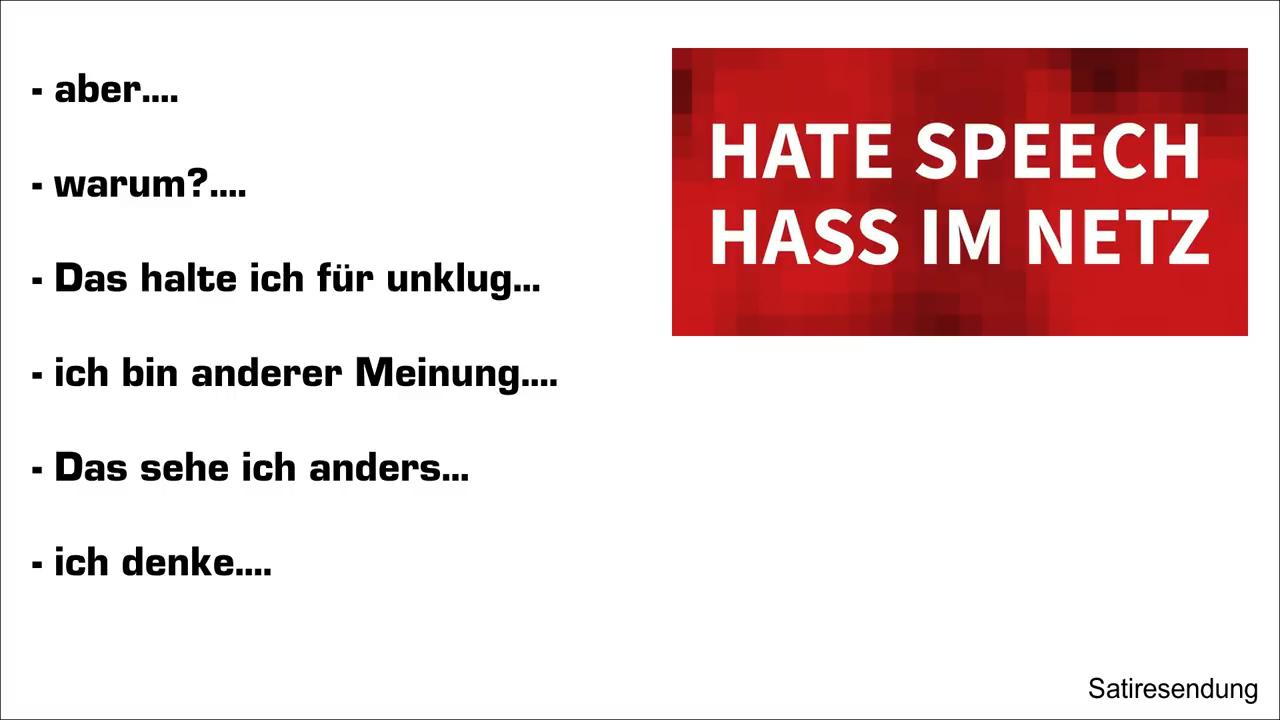 - aber....
- warum?....
- Das halte ich für unklug...
- ich bin anderer Meinung....
- Das sehe ich anders...
- ich denke....
HATE SPEECH
HASS IM NETZ
Satiresendung